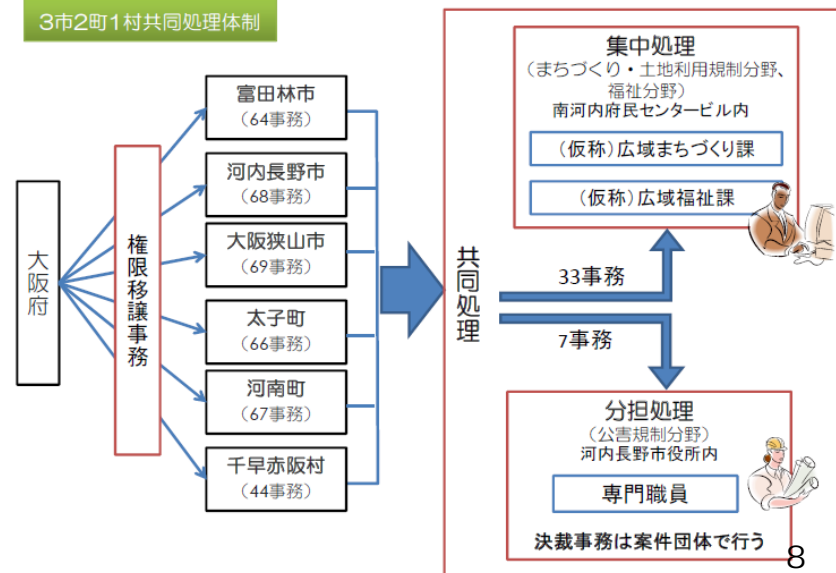 3市2町1村共同処理体制
大阪府
権限移譲事務
富田林市
（64事務）
河内長野市
（68事務）
大阪狭山市
（69事務）
太子町
（66事務）
河南町
（67事務）
千早赤阪村
（44事務）
共同処理
33事務
7事務
集中処理
（まちづくり・土地利用規制分野、
福祉分野）
南河内府民センタービル内
（仮称）広域まちづくり課
（仮称）広域福祉課
分担処理
（公害規制分野）
河内長野市役所内
専門職員
決裁事務は案件団体で行う
8